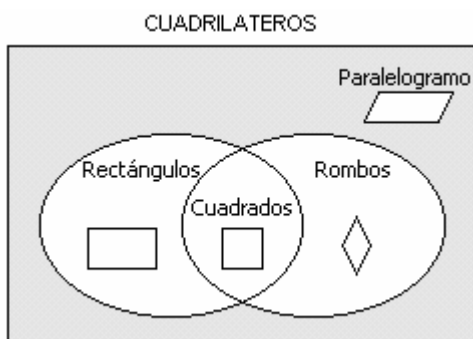 CUADRILATEROS
Paralelogramo
Rectángulos
Rombos
Cuadrados